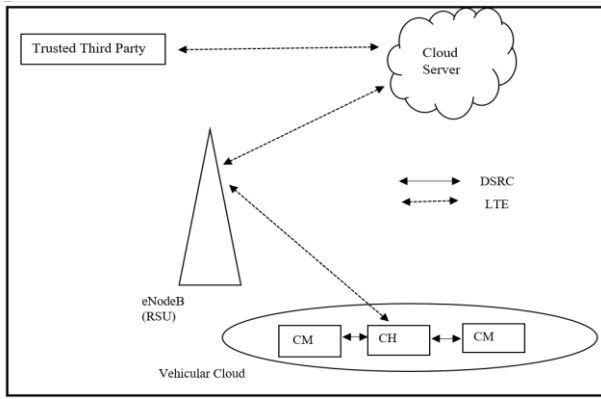 Trusted Third Party
Cloud
Server
DSRC
LTE
eNodeB
(RSU)
CM
CH
CM
Vehicular Cloud